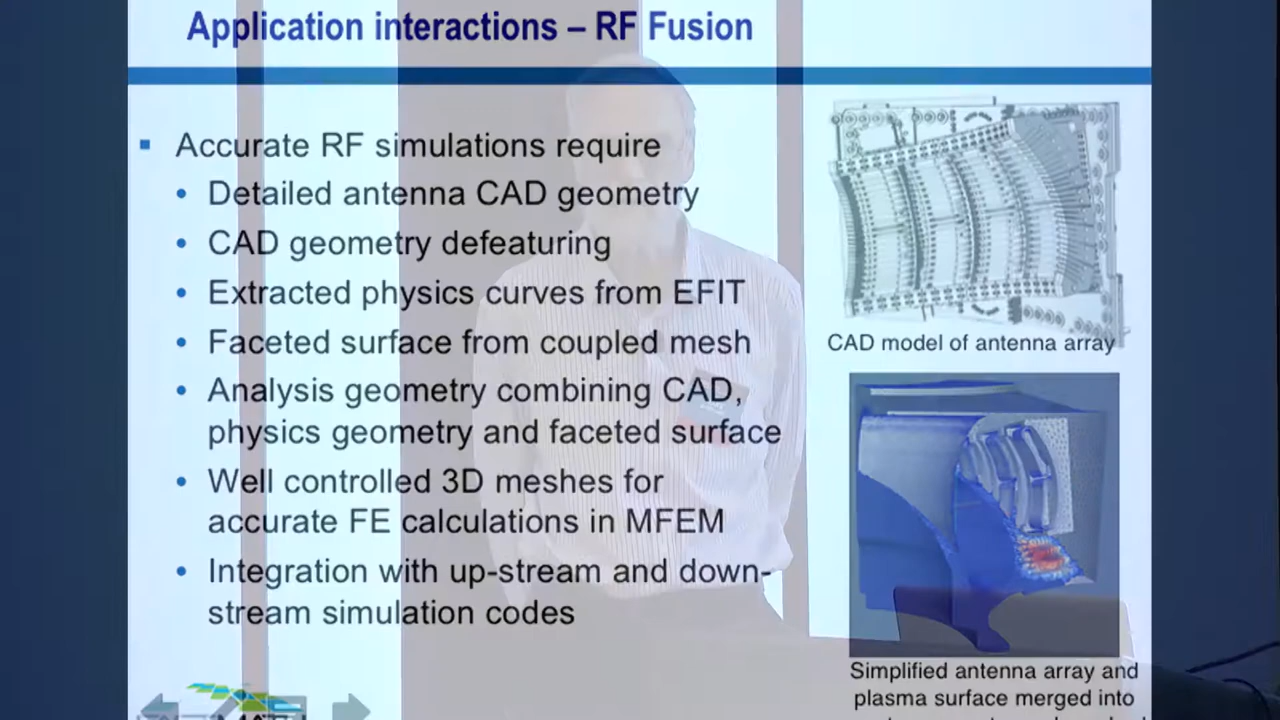 Application interactions – RF Fusion
Accurate RF simulations require
Detailed antenna CAD geometry
CAD geometry defeaturing
Extracted physics curves from EFIT
Faceted surface from coupled mesh
Analysis geometry combining CAD,
physics geometry and faceted surface
Well controlled 3D meshes for
accurate FE calculations in MFEM
Integration with up-stream and down-
stream simulation codes
CAD model of antenna array
Simplified antenna array and
plasma surface merged into